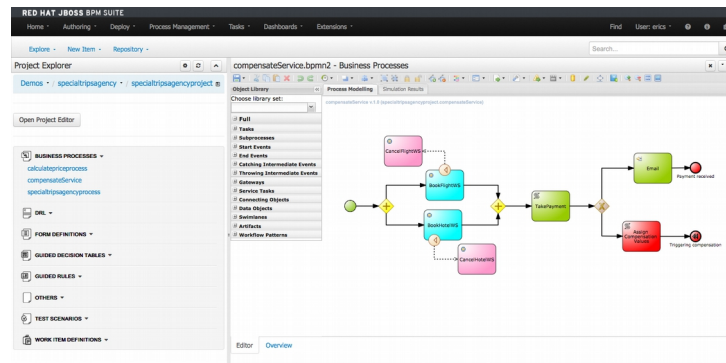 RED HAT JBOSS BPM SUITE
Home Authoring Deploy Process Management Tasks Dashboards Extensions Find User: erics
Explore New Item Repository Search...
Project Explorer
compensateService.bpmn2 - Business Processes
Demos / specialtripsagency / specialtripsagencyproject
Object Library
Process Modelling Simulation Results
Choose library set:
compensateService v.1.0 (specialtripsagencyproject.compensateService)
Open Project Editor
Full
Tasks
Subprocesses
Start Events
End Events
Catching Intermediate Events
Throwing Intermediate Events
Gateways
Service Tasks
Connecting Objects
Data Objects
Swimlanes
Artifacts
Workflow Patterns
BUSINESS PROCESSES
calculatepriceprocess
compensateService
specialtripsagencyprocess
DRL
FORM DEFINITIONS
GUIDED DECISION TABLES
GUIDED RULES
OTHERS
TEST SCENARIOS
WORK ITEM DEFINITIONS
CancelFlightWS
BookFlightWS
BookHotelWS
CancelHotelWS
TakePayment
Email
Payment received
Assign
Compensation
Values
Triggering compensation
Editor Overview